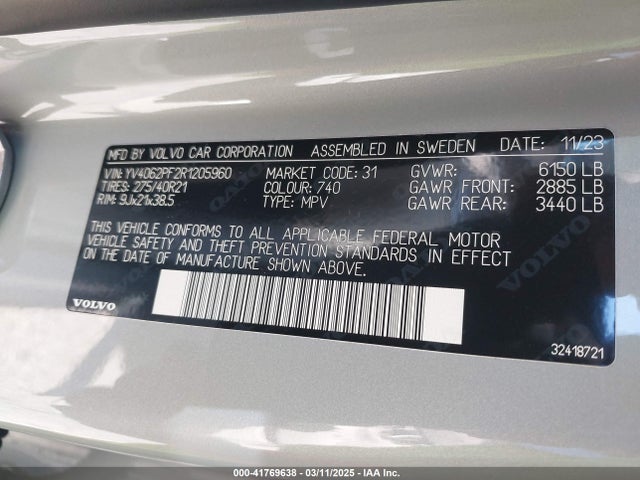 MFD BY VOLVO CAR CORPORATION ASSEMBLED IN SWEDEN DATE: 11/23
VIN: YV4062PF2R1205960 MARKET CODE: 31 GVWR: 6150 LB
TIRES: 275/40R21 COLOUR: 740 GAWR FRONT: 2885 LB
RIM: 9Jx21x38.5 TYPE: MPV GAWR REAR: 3440 LB
THIS VEHICLE CONFORMS TO ALL APPLICABLE FEDERAL MOTOR
VEHICLE SAFETY AND THEFT PREVENTION STANDARDS IN EFFECT
ON THE DATE OF MANUFACTURE SHOWN ABOVE.
VOLVO
32418721
000-41769638 - 03/11/2025 - IAA Inc.